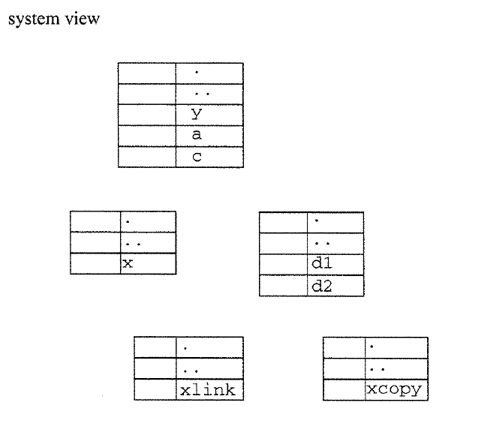 system view
.
..
y
a
c
.
..
x
.
..
d1
d2
.
..
xlink
.
..
xcopy